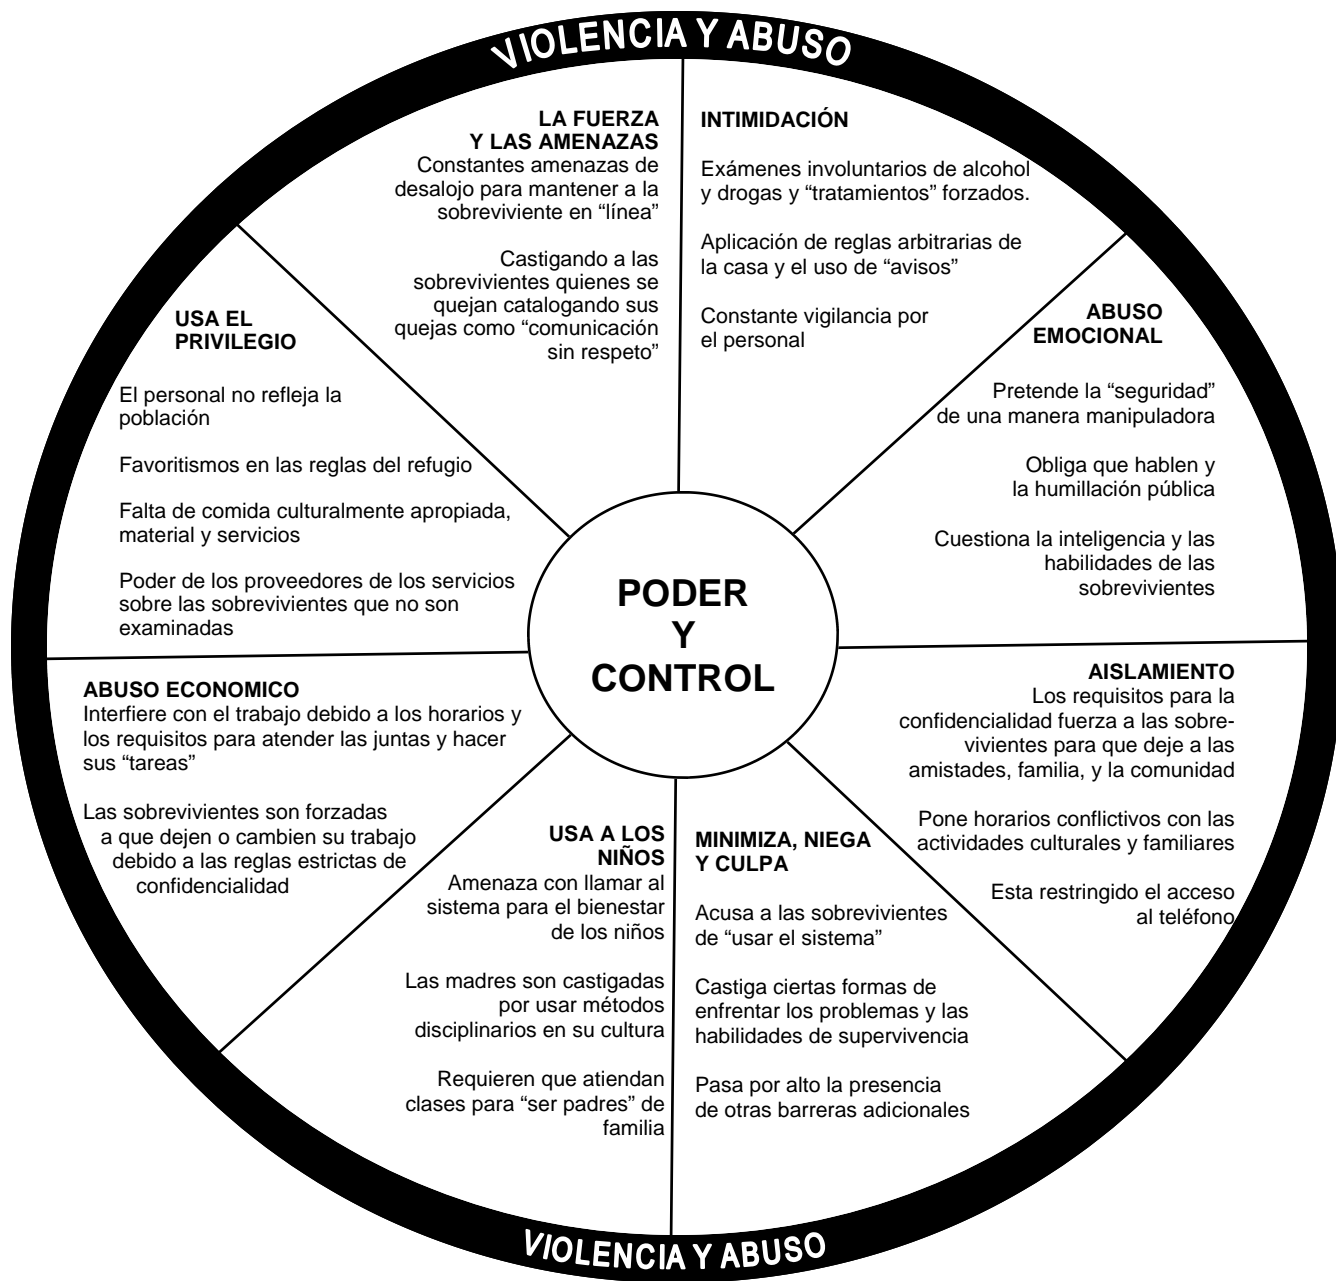 VIOLENCIA Y ABUSO
LA FUERZA
Y LAS AMENAZAS
Constantes amenazas de
desalojo para mantener a la
sobreviviente en “línea”
Castigando a las
sobrevivientes quienes se
quejan catalogando sus
quejas como “comunicación
sin respeto”
INTIMIDACIÓN
Exámenes involuntarios de alcohol
y drogas y “tratamientos” forzados.
Aplicación de reglas arbitrarias de
la casa y el uso de “avisos”
Constante vigilancia por
el personal
ABUSO
EMOCIONAL
Pretende la “seguridad”
de una manera manipuladora
Obliga que hablen y
la humillación pública
Cuestiona la inteligencia y las
habilidades de las
sobrevivientes
AISLAMIENTO
Los requisitos para la
confidencialidad fuerza a las sobre-
vivientes para que deje a las
amistades, familia, y la comunidad
Pone horarios conflictivos con las
actividades culturales y familiares
Esta restringido el acceso
al teléfono
MINIMIZA, NIEGA
Y CULPA
Acusa a las sobrevivientes
de “usar el sistema”
Castiga ciertas formas de
enfrentar los problemas y las
habilidades de supervivencia
Pasa por alto la presencia
de otras barreras adicionales
USA A LOS
NIÑOS
Amenaza con llamar al
sistema para el bienestar
de los niños
Las madres son castigadas
por usar métodos
disciplinarios en su cultura
Requieren que atiendan
clases para “ser padres” de
familia
ABUSO ECONOMICO
Interfiere con el trabajo debido a los horarios y
los requisitos para atender las juntas y hacer
sus “tareas”
Las sobrevivientes son forzadas
a que dejen o cambien su trabajo
debido a las reglas estrictas de
confidencialidad
USA EL
PRIVILEGIO
El personal no refleja la
población
Favoritismos en las reglas del refugio
Falta de comida culturalmente apropiada,
material y servicios
Poder de los proveedores de los servicios
sobre las sobrevivientes que no son
examinadas
PODER
Y
CONTROL
VIOLENCIA Y ABUSO